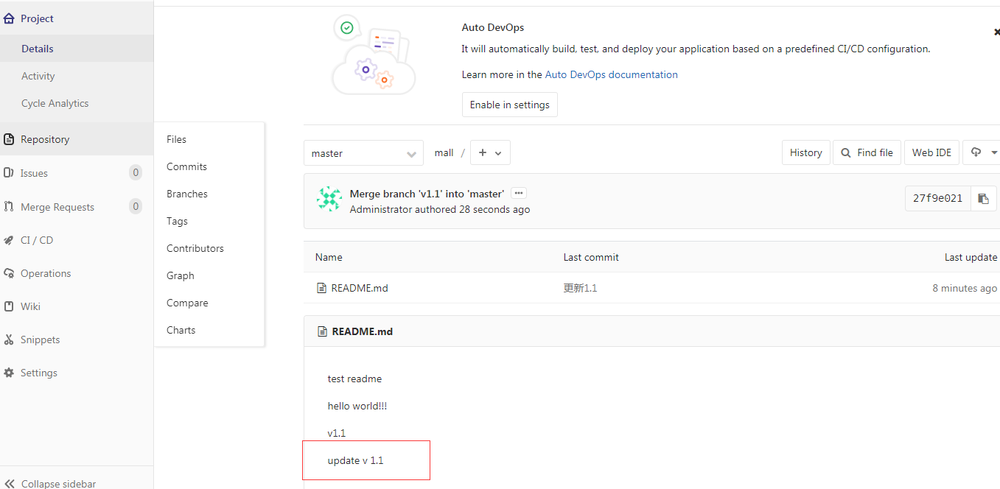 Project
Details
Activity
Cycle Analytics
Repository
Issues 0
Merge Requests 0
CI / CD
Operations
Wiki
Snippets
Settings
Collapse sidebar
Files
Commits
Branches
Tags
Contributors
Graph
Compare
Charts
Auto DevOps
It will automatically build, test, and deploy your application based on a predefined CI/CD configuration.
Learn more in the Auto DevOps documentation
Enable in settings
master mall / + History Find file Web IDE
Merge branch 'v1.1' into 'master' 27f9e021
Administrator authored 28 seconds ago
Name Last commit Last update
README.md 更新1.1 8 minutes ago
README.md
test readme
hello world!!!
v1.1
update v 1.1